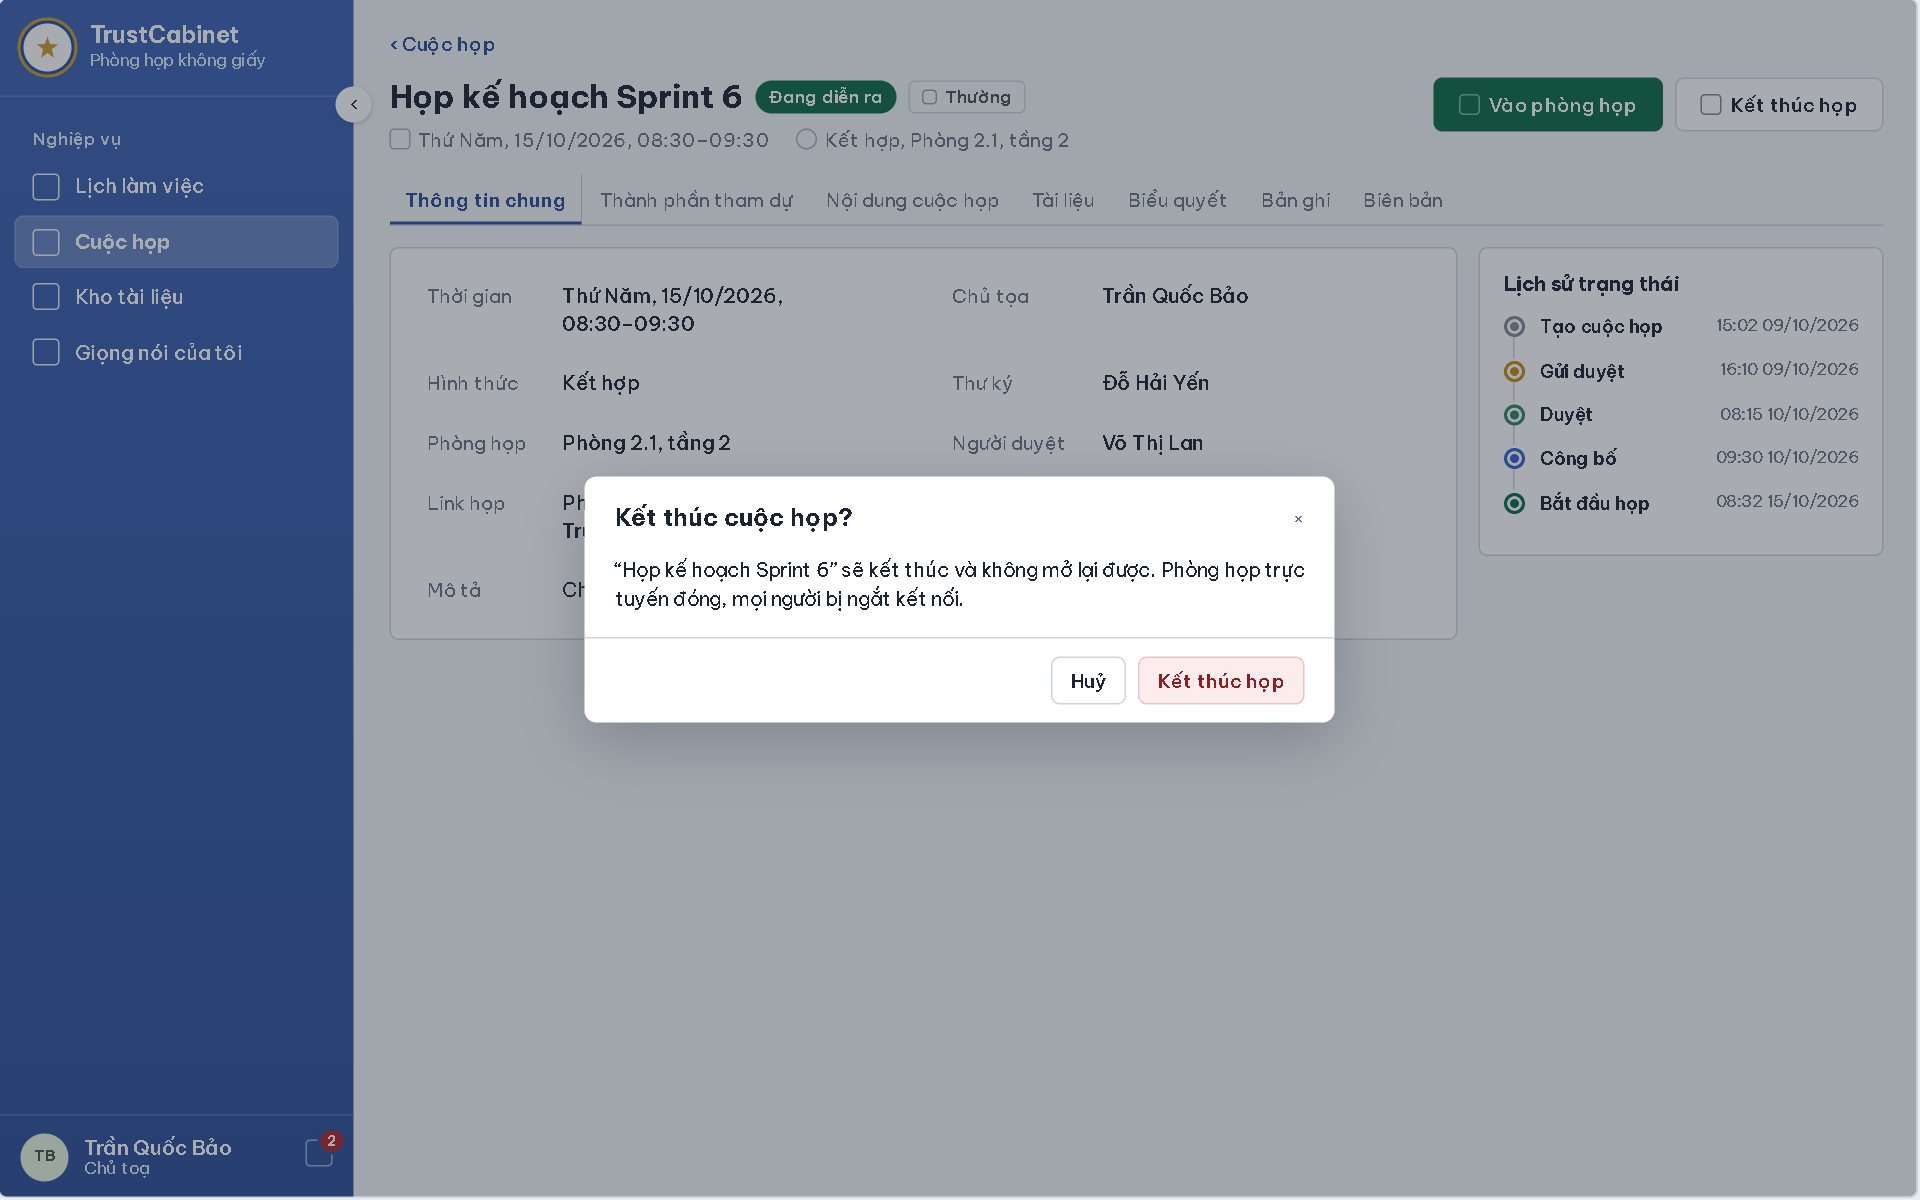 TrustCabinet
Phòng họp không giấy
Nghiệp vụ
Lịch làm việc
Cuộc họp
Kho tài liệu
Giọng nói của tôi
Trần Quốc Bảo
Chủ toạ
TB
2
‹ Cuộc họp
Họp kế hoạch Sprint 6
Đang diễn ra
Thường
Thứ Năm, 15/10/2026, 08:30–09:30
Kết hợp, Phòng 2.1, tầng 2
Vào phòng họp
Kết thúc họp
Thông tin chung
Thành phần tham dự
Nội dung cuộc họp
Tài liệu
Biểu quyết
Bản ghi
Biên bản
Thời gian
Thứ Năm, 15/10/2026,
08:30–09:30
Chủ tọa
Trần Quốc Bảo
Hình thức
Kết hợp
Thư ký
Đỗ Hải Yến
Phòng họp
Phòng 2.1, tầng 2
Người duyệt
Võ Thị Lan
Link họp
Mô tả
Lịch sử trạng thái
Tạo cuộc họp
15:02 09/10/2026
Gửi duyệt
16:10 09/10/2026
Duyệt
08:15 10/10/2026
Công bố
09:30 10/10/2026
Bắt đầu họp
08:32 15/10/2026
Kết thúc cuộc họp?
×
“Họp kế hoạch Sprint 6” sẽ kết thúc và không mở lại được. Phòng họp trực
tuyến đóng, mọi người bị ngắt kết nối.
Huỷ
Kết thúc họp